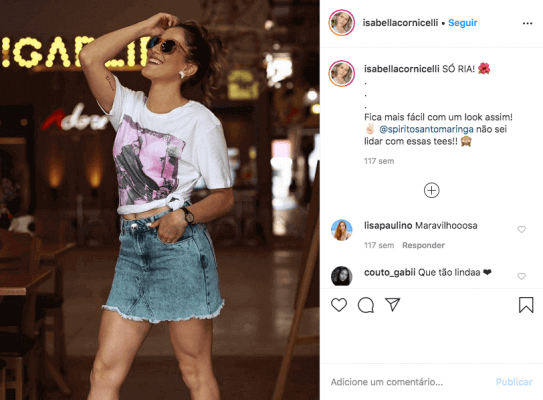 IGABLII
isabellacornicelli • Seguir
isabellacornicelli SÓ RIA! 🌺
.
.
.
Fica mais fácil com um look assim!
✌🏻 @spiritosantomaringa não sei
lidar com essas tees!! 🙈
117 sem
lisapaulino Maravilhooosa
117 sem Responder
couto_gabii Que tão lindaa ❤
Adicione um comentário...
Publicar